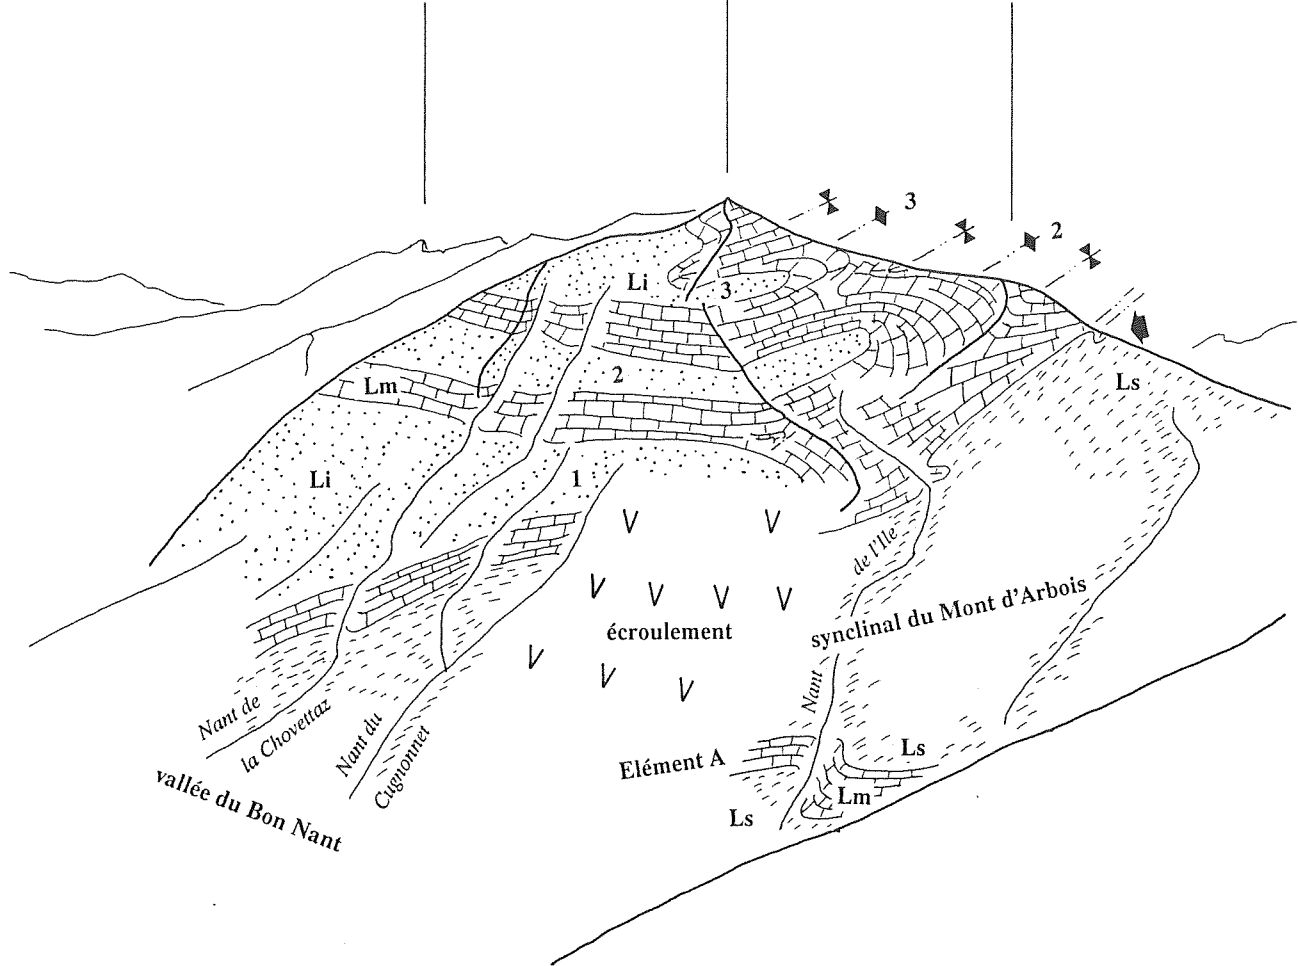 3
2
Li
3
Ls
2
Lm
Li
1
de l'Ile
écroulement
synclinal du Mont d'Arbois
Nant
Nant de
la Chovettaz
Nant du
Cugnonnet
Elément A
Ls
Lm
Ls
vallée du Bon Nant